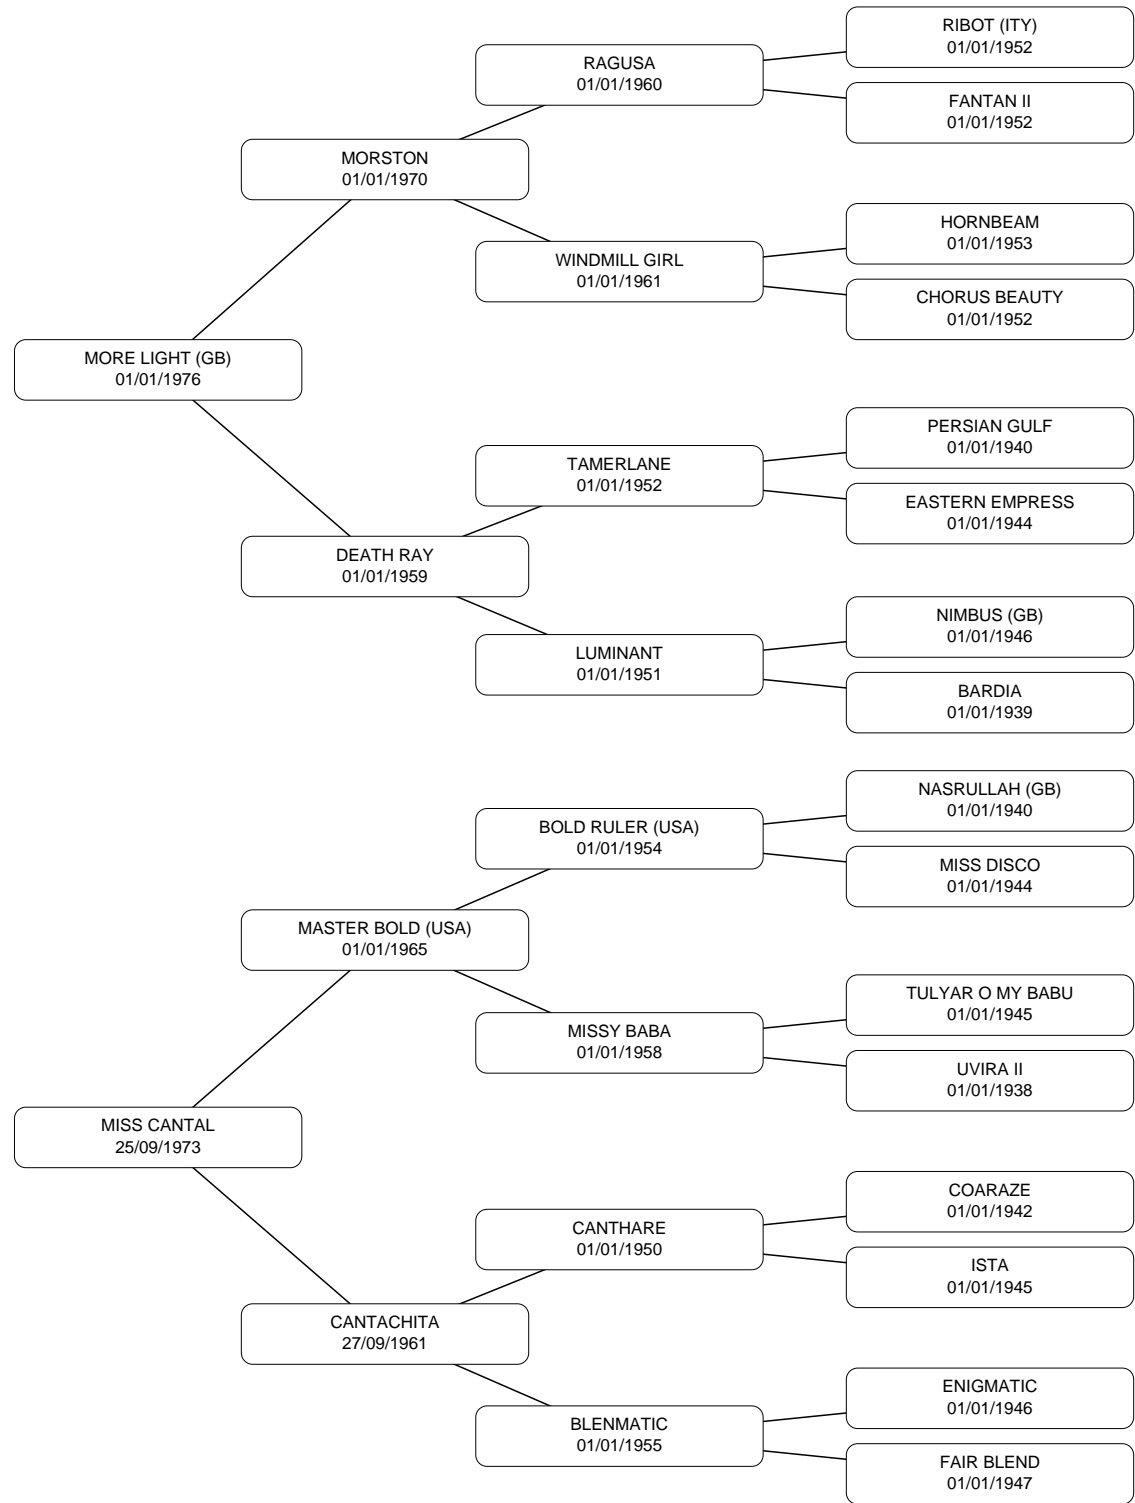 RIBOT (ITY)
01/01/1952
RAGUSA
01/01/1960
FANTAN II
01/01/1952
MORSTON
01/01/1970
HORNBEAM
01/01/1953
WINDMILL GIRL
01/01/1961
CHORUS BEAUTY
01/01/1952
MORE LIGHT (GB)
01/01/1976
PERSIAN GULF
01/01/1940
TAMERLANE
01/01/1952
EASTERN EMPRESS
01/01/1944
DEATH RAY
01/01/1959
NIMBUS (GB)
01/01/1946
LUMINANT
01/01/1951
BARDIA
01/01/1939
NASRULLAH (GB)
01/01/1940
BOLD RULER (USA)
01/01/1954
MISS DISCO
01/01/1944
MASTER BOLD (USA)
01/01/1965
TULYAR O MY BABU
01/01/1945
MISSY BABA
01/01/1958
UVIRA II
01/01/1938
MISS CANTAL
25/09/1973
COARAZE
01/01/1942
CANTHARE
01/01/1950
ISTA
01/01/1945
CANTACHITA
27/09/1961
ENIGMATIC
01/01/1946
BLENMATIC
01/01/1955
FAIR BLEND
01/01/1947